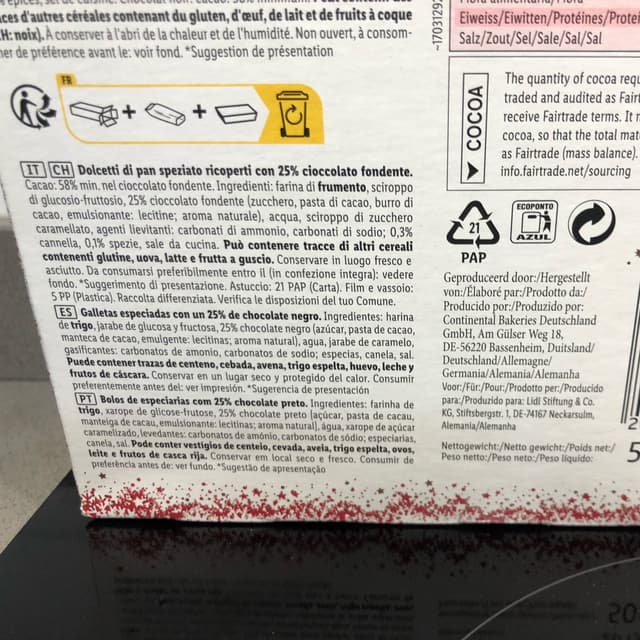 ces d'autres céréales contenant du gluten, d'œuf, de lait et de fruits à coque
H: noix). À conserver à l'abri de la chaleur et de l'humidité. Non ouvert, à consom-
mer de préférence avant le: voir fond. *Suggestion de présentation
FR
IT CH Dolcetti di pan speziato ricoperti con 25% cioccolato fondente.
Cacao: 58% min. nel cioccolato fondente. Ingredienti: farina di frumento, sciroppo
di glucosio-fruttosio, 25% cioccolato fondente (zucchero, pasta di cacao, burro di
cacao, emulsionante: lecitine; aroma naturale), acqua, sciroppo di zucchero
caramellato, agenti lievitanti: carbonati di ammonio, carbonati di sodio; 0,3%
cannella, 0,1% spezie, sale da cucina. Può contenere tracce di altri cereali
contenenti glutine, uova, latte e frutta a guscio. Conservare in luogo fresco e
asciutto. Da consumarsi preferibilmente entro il (in confezione integra): vedere
fondo. *Suggerimento di presentazione. Astuccio: 21 PAP (Carta). Film e vassoio:
5 PP (Plastica). Raccolta differenziata. Verifica le disposizioni del tuo Comune.
ES Galletas especiadas con un 25% de chocolate negro. Ingredientes: harina
de trigo, jarabe de glucosa y fructosa, 25% chocolate negro (azúcar, pasta de cacao,
manteca de cacao, emulgente: lecitinas; aroma natural), agua, jarabe de caramelo,
gasificantes: carbonatos de amonio, carbonatos de sodio; especias, canela, sal.
Puede contener trazas de centeno, cebada, avena, trigo espelta, huevo, leche y
frutos de cáscara. Conservar en un lugar seco y protegido del calor. Consumir
preferentemente antes del: ver impresión. *Sugerencia de presentación
PT Bolos de especiarias com 25% chocolate preto. Ingredientes: farinha de
trigo, xarope de glicose-frutose, 25% chocolate preto (açúcar, pasta de cacau,
manteiga de cacau, emulsionante: lecitinas; aroma natural), água, xarope de açúcar
caramelizado, levedantes: carbonatos de amónio, carbonatos de sódio; especiarias,
canela, sal. Pode conter vestígios de centeio, cevada, aveia, trigo espelta, ovos,
leite e frutos de casca rija. Conservar em local seco e fresco. Consumir de
preferência antes de: ver fundo. *Sugestão de apresentação
~1703129
Eiweiss/Eiwitten/Protéines/Protei
Salz/Zout/Sel/Sale/Sal/Sal
COCOA
The quantity of cocoa requ
traded and audited as Fairt
receive Fairtrade terms. It
cocoa, so that the total mat
as Fairtrade (mass balance).
info.fairtrade.net/sourcing
21
PAP
ECOPONTO
AZUL
Geproduceerd door:/Hergestellt
von:/Élaboré par:/Prodotto da:/
Producido por:/Produzido por:
Continental Bakeries Deutschland
GmbH, Am Gülser Weg 18,
DE-56220 Bassenheim, Duitsland/
Deutschland/Allemagne/
Germania/Alemania/Alemanha
Voor:/Für:/Pour:/Prodotto per:/Producido
para:/Produzido para: Lidl Stiftung & Co.
KG, Stiftsbergstr. 1, DE-74167 Neckarsulm,
Alemania/Alemanha
Nettogewicht:/Netto gewicht:/Poids net:/
Peso netto:/Peso neto:/Peso líquido:
2
5